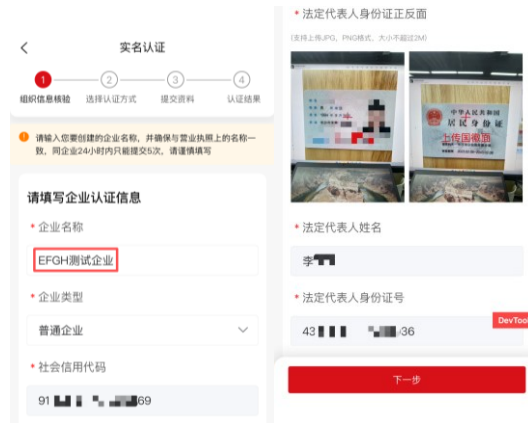 实名认证
1
2
3
4
组织信息核验
选择认证方式
提交资料
认证结果
请输入您要创建的企业名称，并确保与营业执照上的名称一
致，同企业24小时内只能提交5次，请谨慎填写
请填写企业认证信息
* 企业名称
EFGH测试企业
* 企业类型
普通企业
* 社会信用代码
91
69
* 法定代表人身份证正反面
(支持上传JPG、PNG格式，大小不超过2M)
中华人民共和国
居民身份证
上传国徽面
* 法定代表人姓名
李
* 法定代表人身份证号
43
36
DevToo
下一步